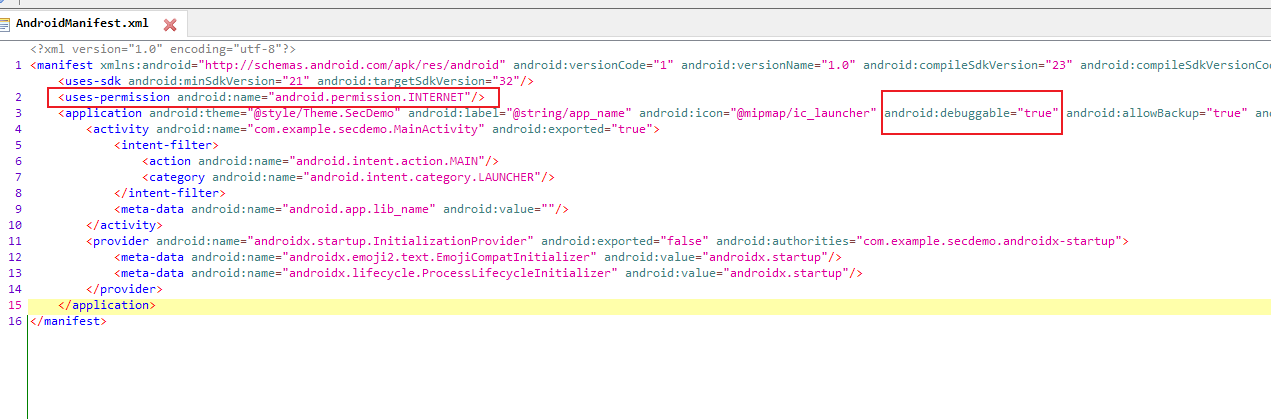 AndroidManifest.xml
<?xml version="1.0" encoding="utf-8"?>
1 <manifest xmlns:android="http://schemas.android.com/apk/res/android" android:versionCode="1" android:versionName="1.0" android:compileSdkVersion="23" android:compileSdkVersionCod
<uses-sdk android:minSdkVersion="21" android:targetSdkVersion="32"/>
2 <uses-permission android:name="android.permission.INTERNET"/>
3 <application android:theme="@style/Theme.SecDemo" android:label="@string/app_name" android:icon="@mipmap/ic_launcher" android:debuggable="true" android:allowBackup="true" an
4 <activity android:name="com.example.secdemo.MainActivity" android:exported="true">
5 <intent-filter>
6 <action android:name="android.intent.action.MAIN"/>
7 <category android:name="android.intent.category.LAUNCHER"/>
8 </intent-filter>
9 <meta-data android:name="android.app.lib_name" android:value=""/>
10 </activity>
11 <provider android:name="androidx.startup.InitializationProvider" android:exported="false" android:authorities="com.example.secdemo.androidx-startup">
12 <meta-data android:name="androidx.emoji2.text.EmojiCompatInitializer" android:value="androidx.startup"/>
13 <meta-data android:name="androidx.lifecycle.ProcessLifecycleInitializer" android:value="androidx.startup"/>
14 </provider>
15 </application>
16 </manifest>